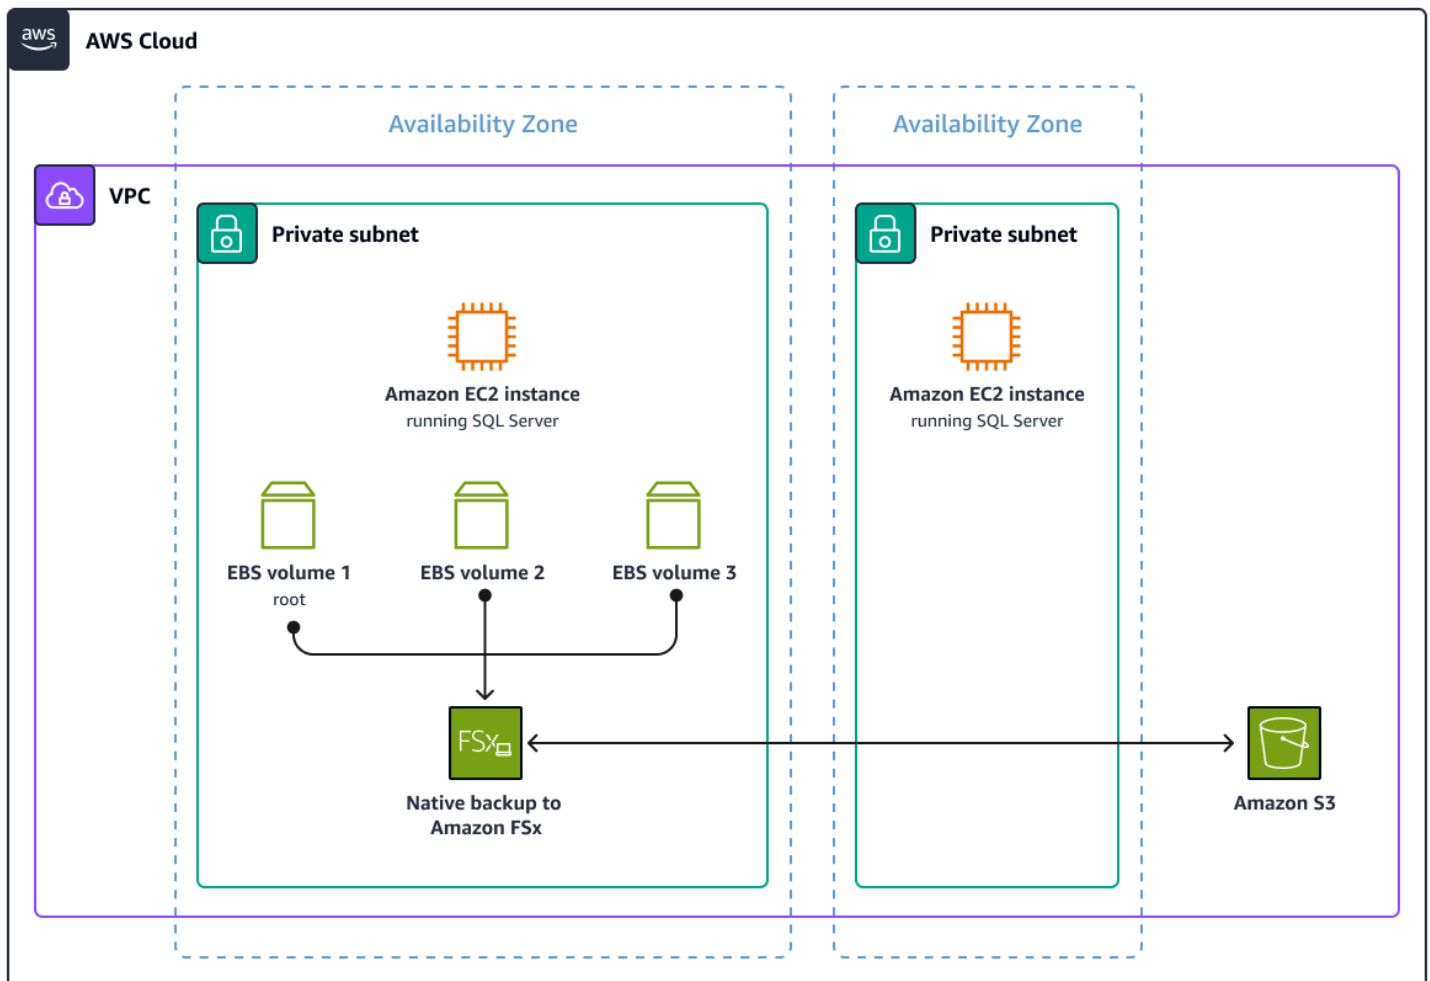 aws
AWS Cloud
Availability Zone
Availability Zone
VPC
Private subnet
Private subnet
Amazon EC2 instance
running SQL Server
Amazon EC2 instance
running SQL Server
EBS volume 1
root
EBS volume 2
EBS volume 3
FSx
Native backup to
Amazon FSx
Amazon S3